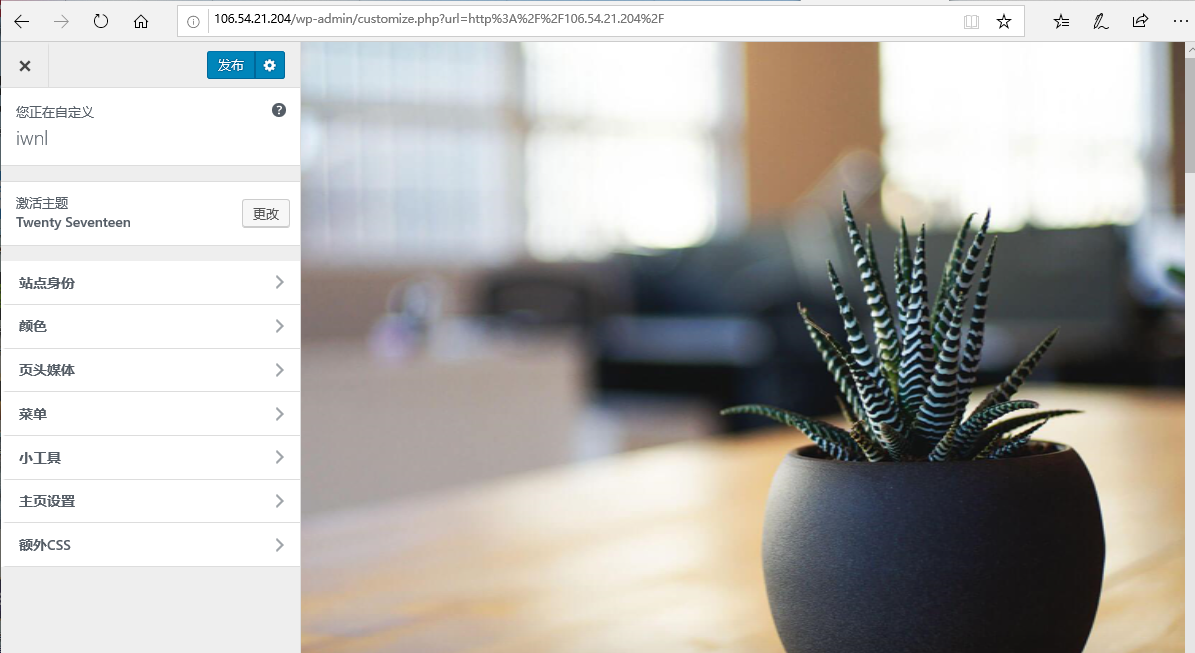 106.54.21.204/wp-admin/customize.php?url=http%3A%2F%2F106.54.21.204%2F
发布
您正在自定义
iwnl
激活主题
Twenty Seventeen
更改
站点身份
颜色
页头媒体
菜单
小工具
主页设置
额外CSS